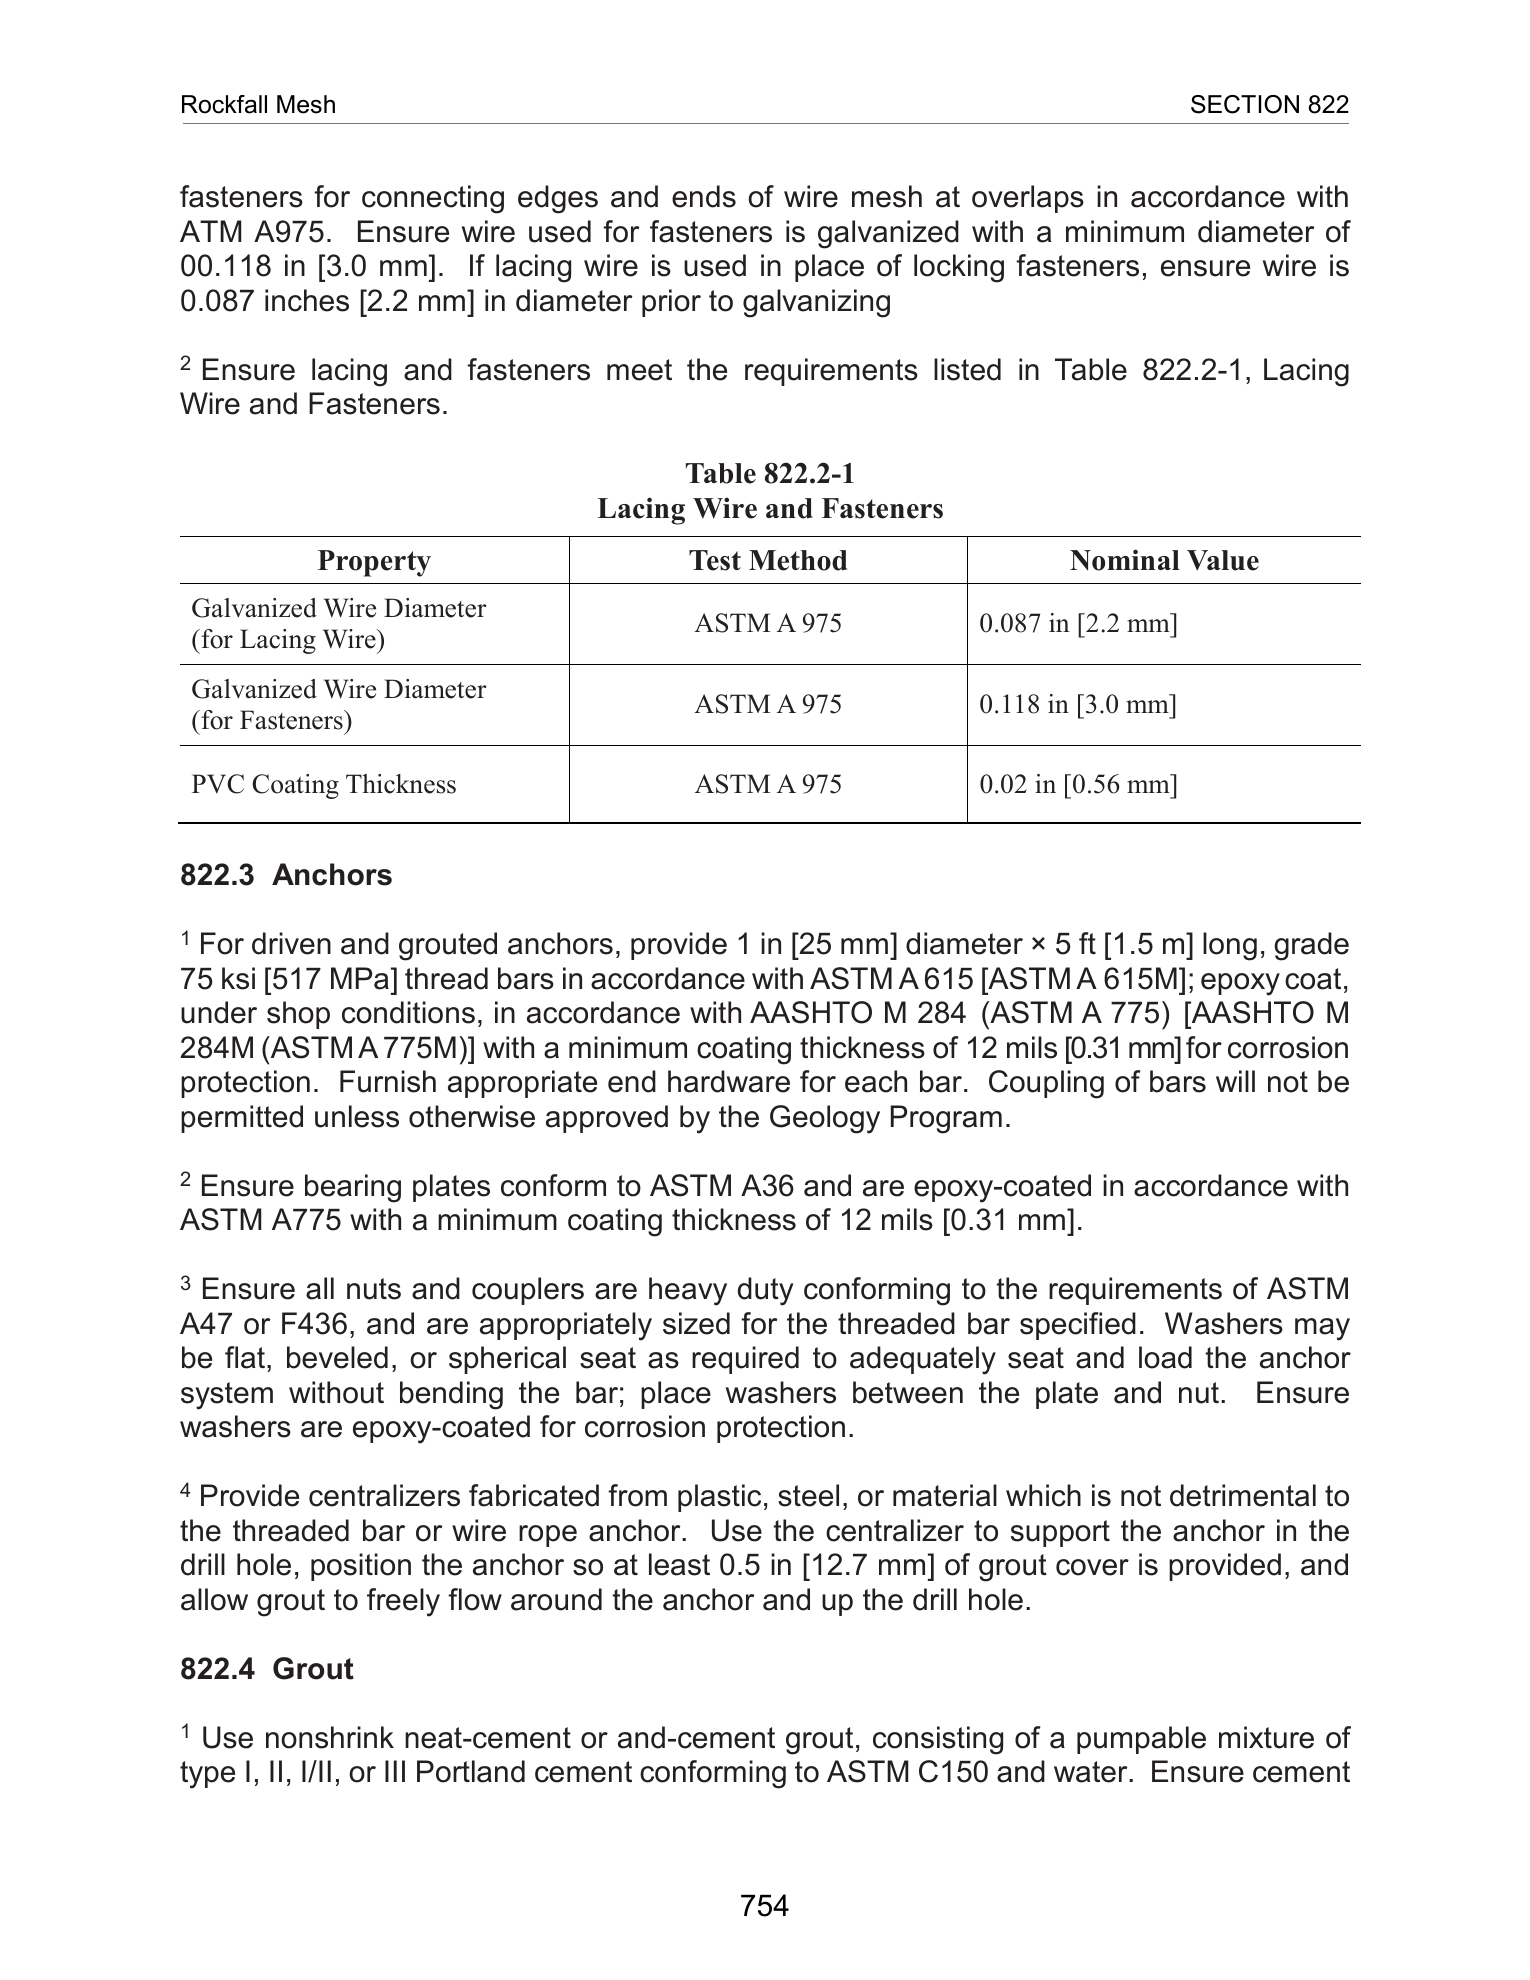 Rockfall Mesh SECTION 822
fasteners for connecting edges and ends of wire mesh at overlaps in accordance with
ATM A975. Ensure wire used for fasteners is galvanized with a minimum diameter of
00.118 in [3.0 mm]. If lacing wire is used in place of locking fasteners, ensure wire is
0.087 inches [2.2 mm] in diameter prior to galvanizing
2 Ensure lacing and fasteners meet the requirements listed in Table 822.2-1, Lacing
Wire and Fasteners.
Table 822.2-1
Lacing Wire and Fasteners
Property Test Method Nominal Value
Galvanized Wire Diameter
(for Lacing Wire) ASTM A 975 0.087 in [2.2 mm]
Galvanized Wire Diameter
(for Fasteners) ASTM A 975 0.118 in [3.0 mm]
PVC Coating Thickness ASTM A 975 0.02 in [0.56 mm]
822.3 Anchors
1 For driven and grouted anchors, provide 1 in [25 mm] diameter × 5 ft [1.5 m] long, grade
75 ksi [517 MPa] thread bars in accordance with ASTM A 615 [ASTM A 615M]; epoxy coat,
under shop conditions, in accordance with AASHTO M 284 (ASTM A 775) [AASHTO M
284M (ASTM A 775M)] with a minimum coating thickness of 12 mils [0.31 mm] for corrosion
protection. Furnish appropriate end hardware for each bar. Coupling of bars will not be
permitted unless otherwise approved by the Geology Program.
2 Ensure bearing plates conform to ASTM A36 and are epoxy-coated in accordance with
ASTM A775 with a minimum coating thickness of 12 mils [0.31 mm].
3 Ensure all nuts and couplers are heavy duty conforming to the requirements of ASTM
A47 or F436, and are appropriately sized for the threaded bar specified. Washers may
be flat, beveled, or spherical seat as required to adequately seat and load the anchor
system without bending the bar; place washers between the plate and nut. Ensure
washers are epoxy-coated for corrosion protection.
4 Provide centralizers fabricated from plastic, steel, or material which is not detrimental to
the threaded bar or wire rope anchor. Use the centralizer to support the anchor in the
drill hole, position the anchor so at least 0.5 in [12.7 mm] of grout cover is provided, and
allow grout to freely flow around the anchor and up the drill hole.
822.4 Grout
1 Use nonshrink neat-cement or and-cement grout, consisting of a pumpable mixture of
type I, II, I/II, or III Portland cement conforming to ASTM C150 and water. Ensure cement
754